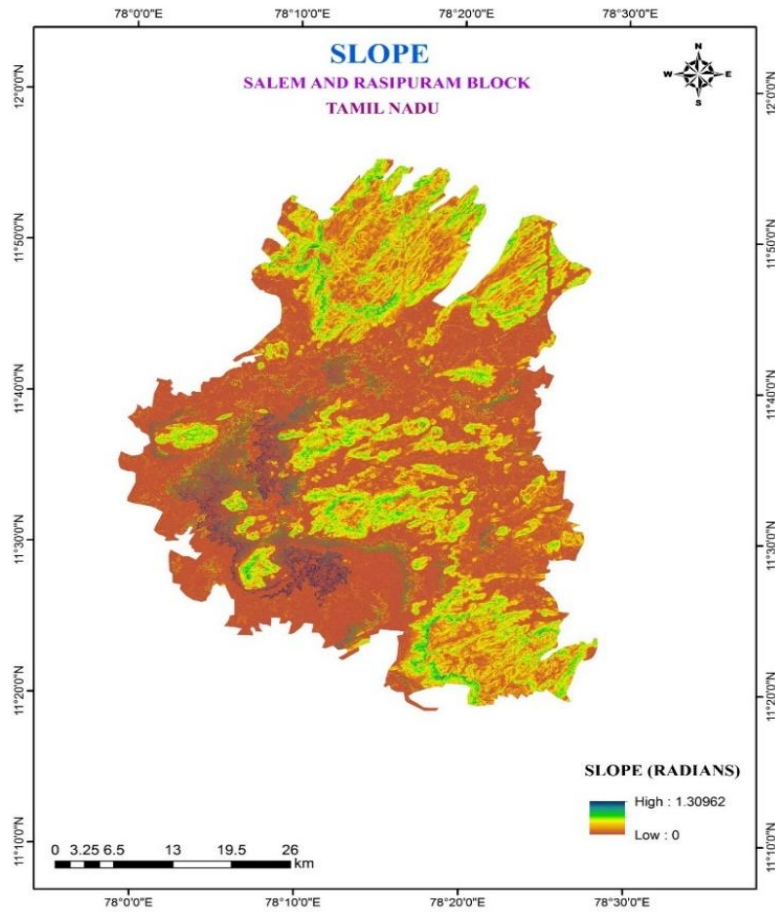 78°0'0"E 78°10'0"E 78°20'0"E 78°30'0"E
SLOPE
SALEM AND RASIPURAM BLOCK
TAMIL NADU
N
W E
S
12°0'0"N 12°0'0"N
11°50'0"N 11°50'0"N
11°40'0"N 11°40'0"N
11°30'0"N 11°30'0"N
11°20'0"N 11°20'0"N
SLOPE (RADIANS)
High : 1.30962
Low : 0
11°10'0"N 11°10'0"N
0 3.25 6.5 13 19.5 26
km
78°0'0"E 78°10'0"E 78°20'0"E 78°30'0"E